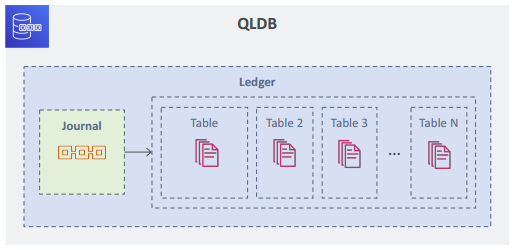 QLDB
Ledger
Journal
Table
Table 2
Table 3
...
Table N